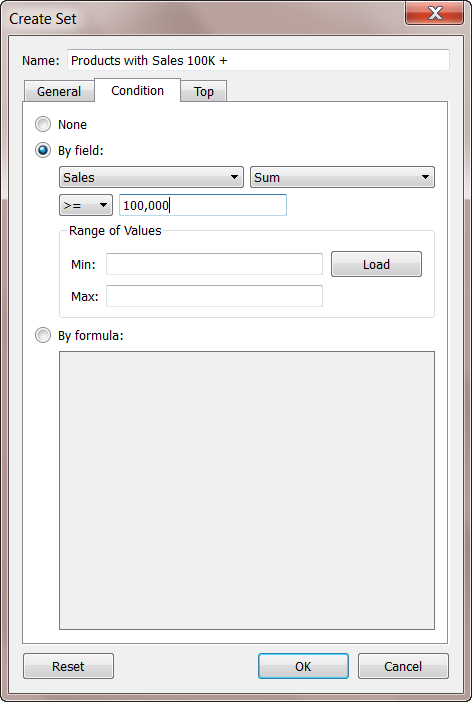 Create Set
Name: Products with Sales 100K +
General Condition Top
None
By field:
Sales Sum
>= 100,000
Range of Values
Min: Load
Max:
By formula:
Reset OK Cancel